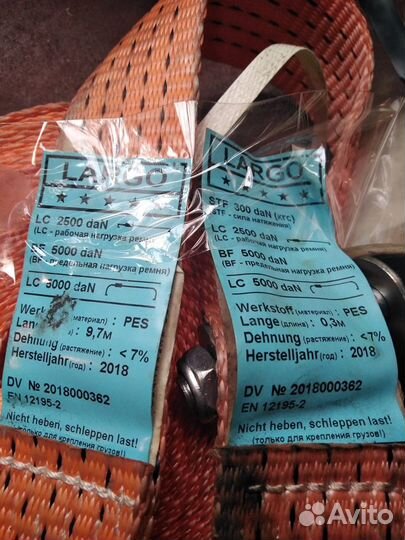 LARGO
LC 2500 daN
(LC - рабочая нагрузка ремня)
BF 5000 daN
(BF - предельная нагрузка ремня)
LC 5000 daN
(материал) : PES
: 9,7м
Dehnung (растяжение) : <7%
Herstelljahr(год) : 2018
DV № 2018000362
EN 12195-2
Nicht heben, schleppen last!
(только для крепления грузов!)
LARGO
STF 300 daN (кгс)
STF - сила натяжения)
LC 2500 daN
(LC - рабочая нагрузка ремня)
BF 5000 daN
(BF - предельная нагрузка ремня)
LC 5000 daN
Werkstoff(материал) : PES
Lange(длина) : 0,3м
Dehnung (растяжение) : <7%
Herstelljahr(год) : 2018
DV № 2018000362
EN 12195-2
Nicht heben, schleppen last!
(только для крепления грузов!)
Avito